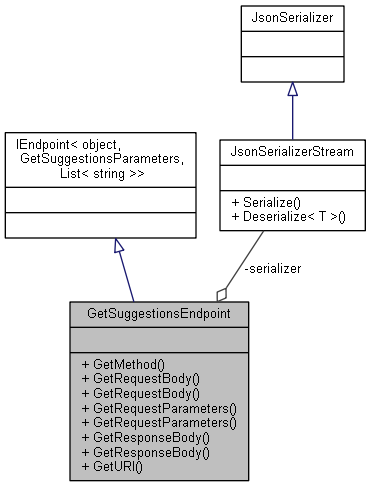 JsonSerializer
IEndpoint< object,
GetSuggestionsParameters,
List< string >>
JsonSerializerStream
+ Serialize()
+ Deserialize< T >()
-serializer
GetSuggestionsEndpoint
+ GetMethod()
+ GetRequestBody()
+ GetRequestBody()
+ GetRequestParameters()
+ GetRequestParameters()
+ GetResponseBody()
+ GetResponseBody()
+ GetURI()